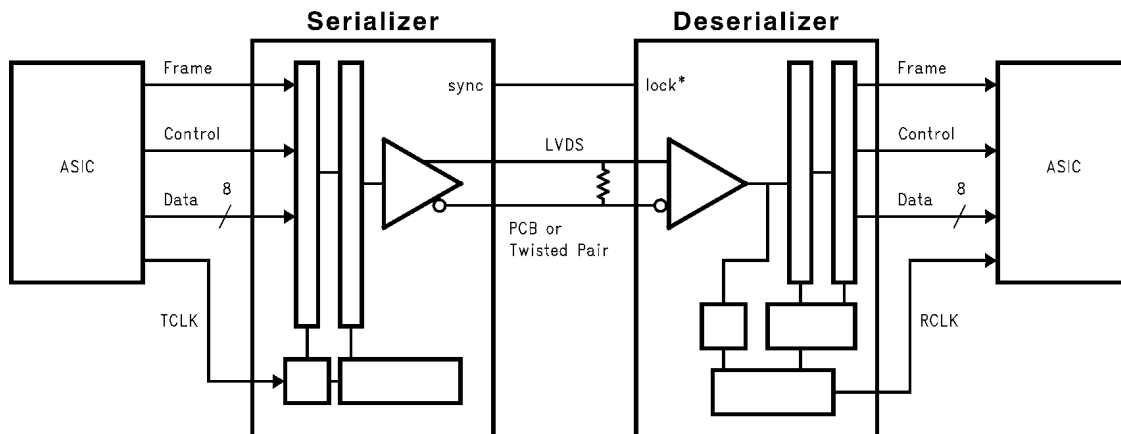 Serializer
Deserializer
ASIC
Frame
Control
8
Data
TCLK
sync
LVDS
PCB or
Twisted Pair
lock*
Frame
Control
8
Data
RCLK
ASIC